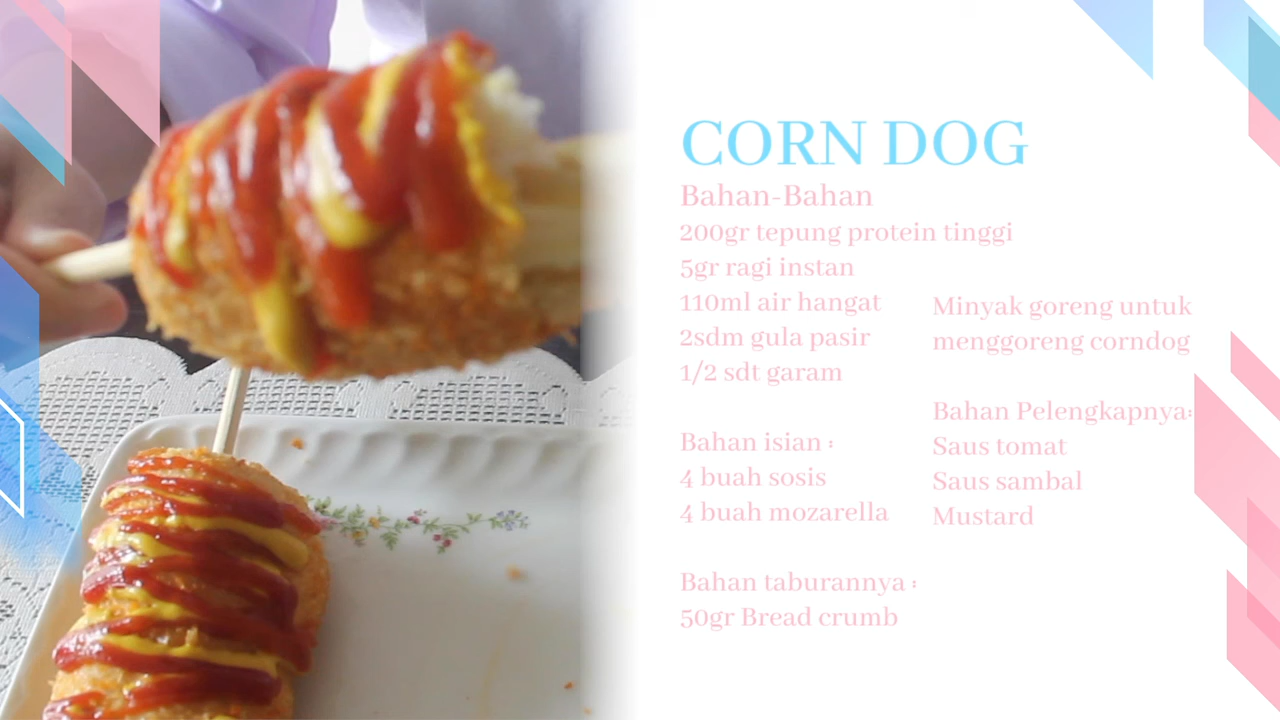 CORN DOG
Bahan-Bahan
200gr tepung protein tinggi
5gr ragi instan
110ml air hangat
2sdm gula pasir
1/2 sdt garam
Bahan isian :
4 buah sosis
4 buah mozarella
Bahan taburannya :
50gr Bread crumb
Minyak goreng untuk
menggoreng corndog
Bahan Pelengkapnya:
Saus tomat
Saus sambal
Mustard